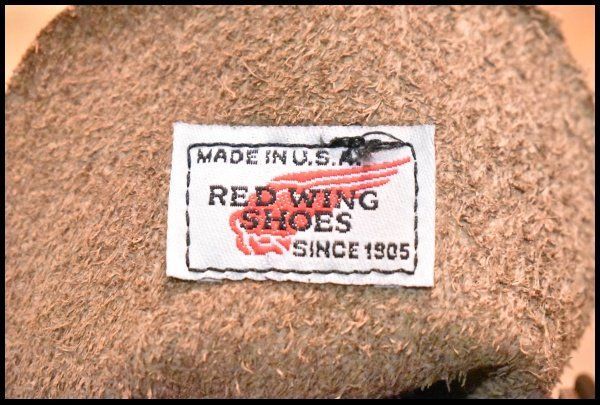 MADE IN U.S.A.
RED WING
SHOES
SINCE 1905